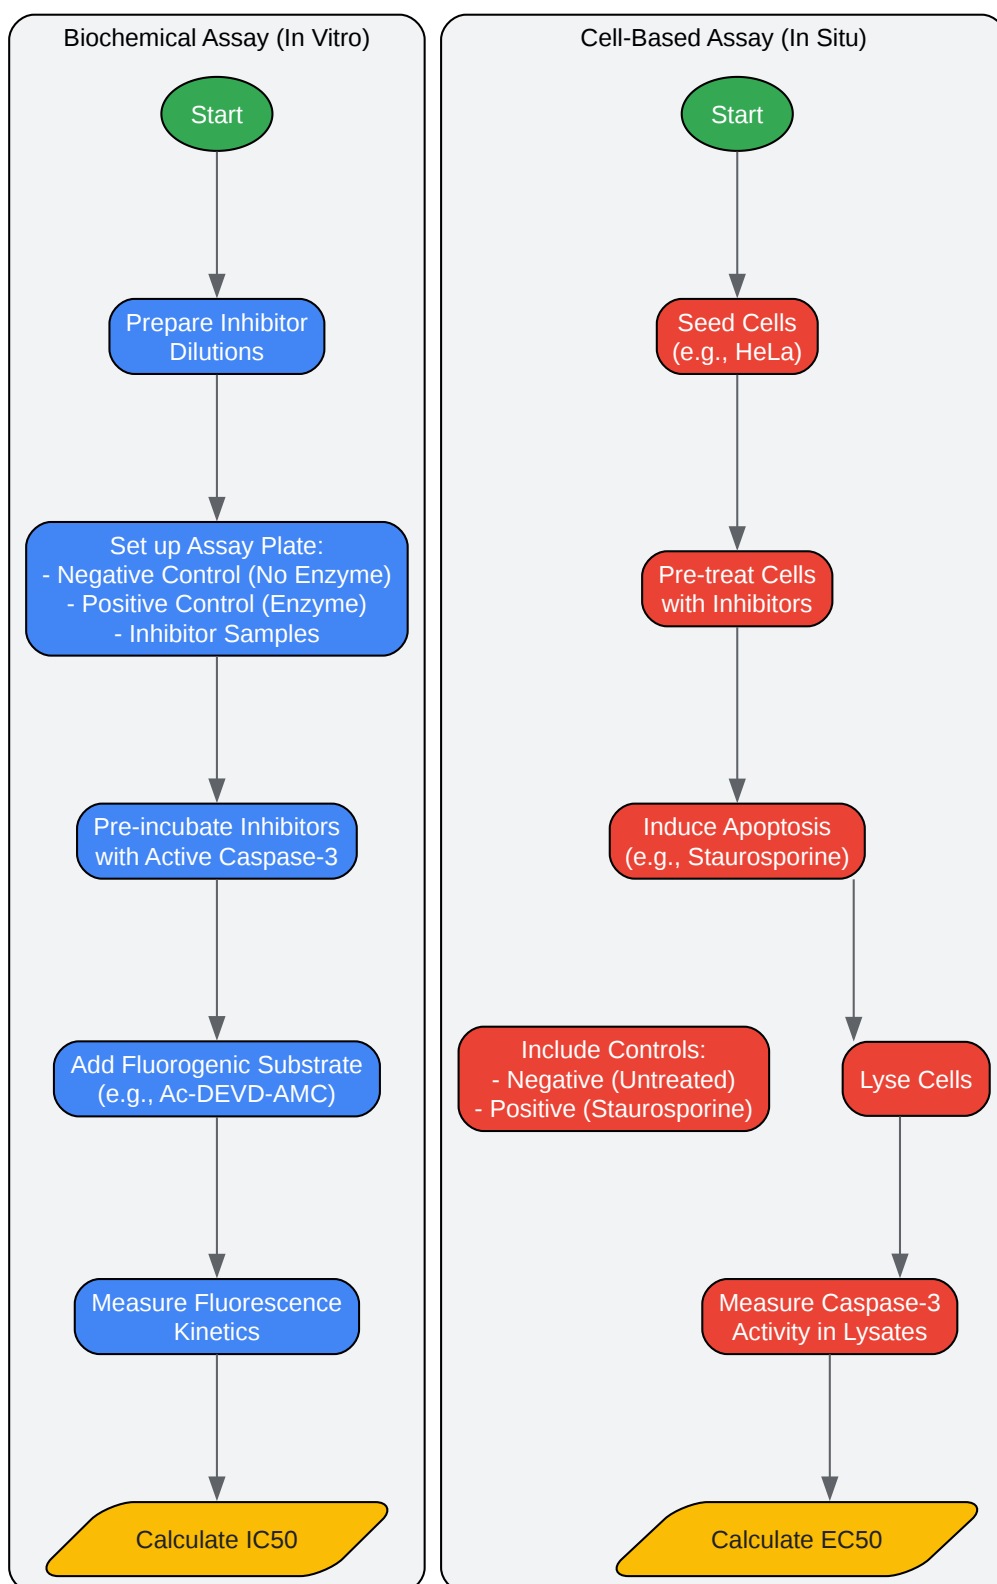 Biochemical Assay (In Vitro)
Start
Prepare Inhibitor
Dilutions
Set up Assay Plate:
- Negative Control (No Enzyme)
- Positive Control (Enzyme)
- Inhibitor Samples
Pre-incubate Inhibitors
with Active Caspase-3
Add Fluorogenic Substrate
(e.g., Ac-DEVD-AMC)
Measure Fluorescence
Kinetics
Calculate IC50
Cell-Based Assay (In Situ)
Start
Seed Cells
(e.g., HeLa)
Pre-treat Cells
with Inhibitors
Induce Apoptosis
(e.g., Staurosporine)
Include Controls:
- Negative (Untreated)
- Positive (Staurosporine)
Lyse Cells
Measure Caspase-3
Activity in Lysates
Calculate EC50